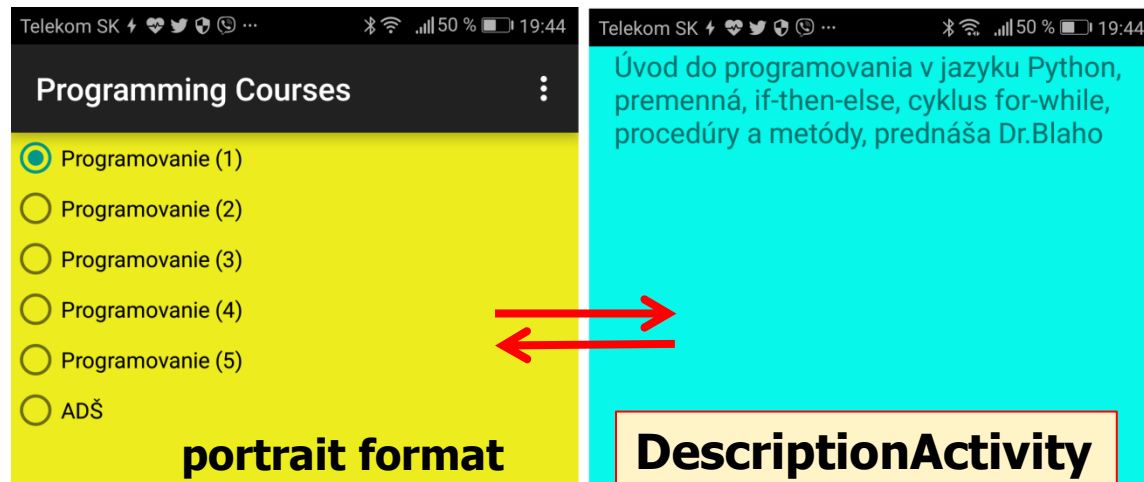 Telekom SK ... 50 % 19:44
Programming Courses
Programovanie (1)
Programovanie (2)
Programovanie (3)
Programovanie (4)
Programovanie (5)
ADŠ
portrait format
Telekom SK ... 50 % 19:44
Úvod do programovania v jazyku Python,
premenná, if-then-else, cyklus for-while,
procedúry a metódy, prednáša Dr.Blaho
DescriptionActivity